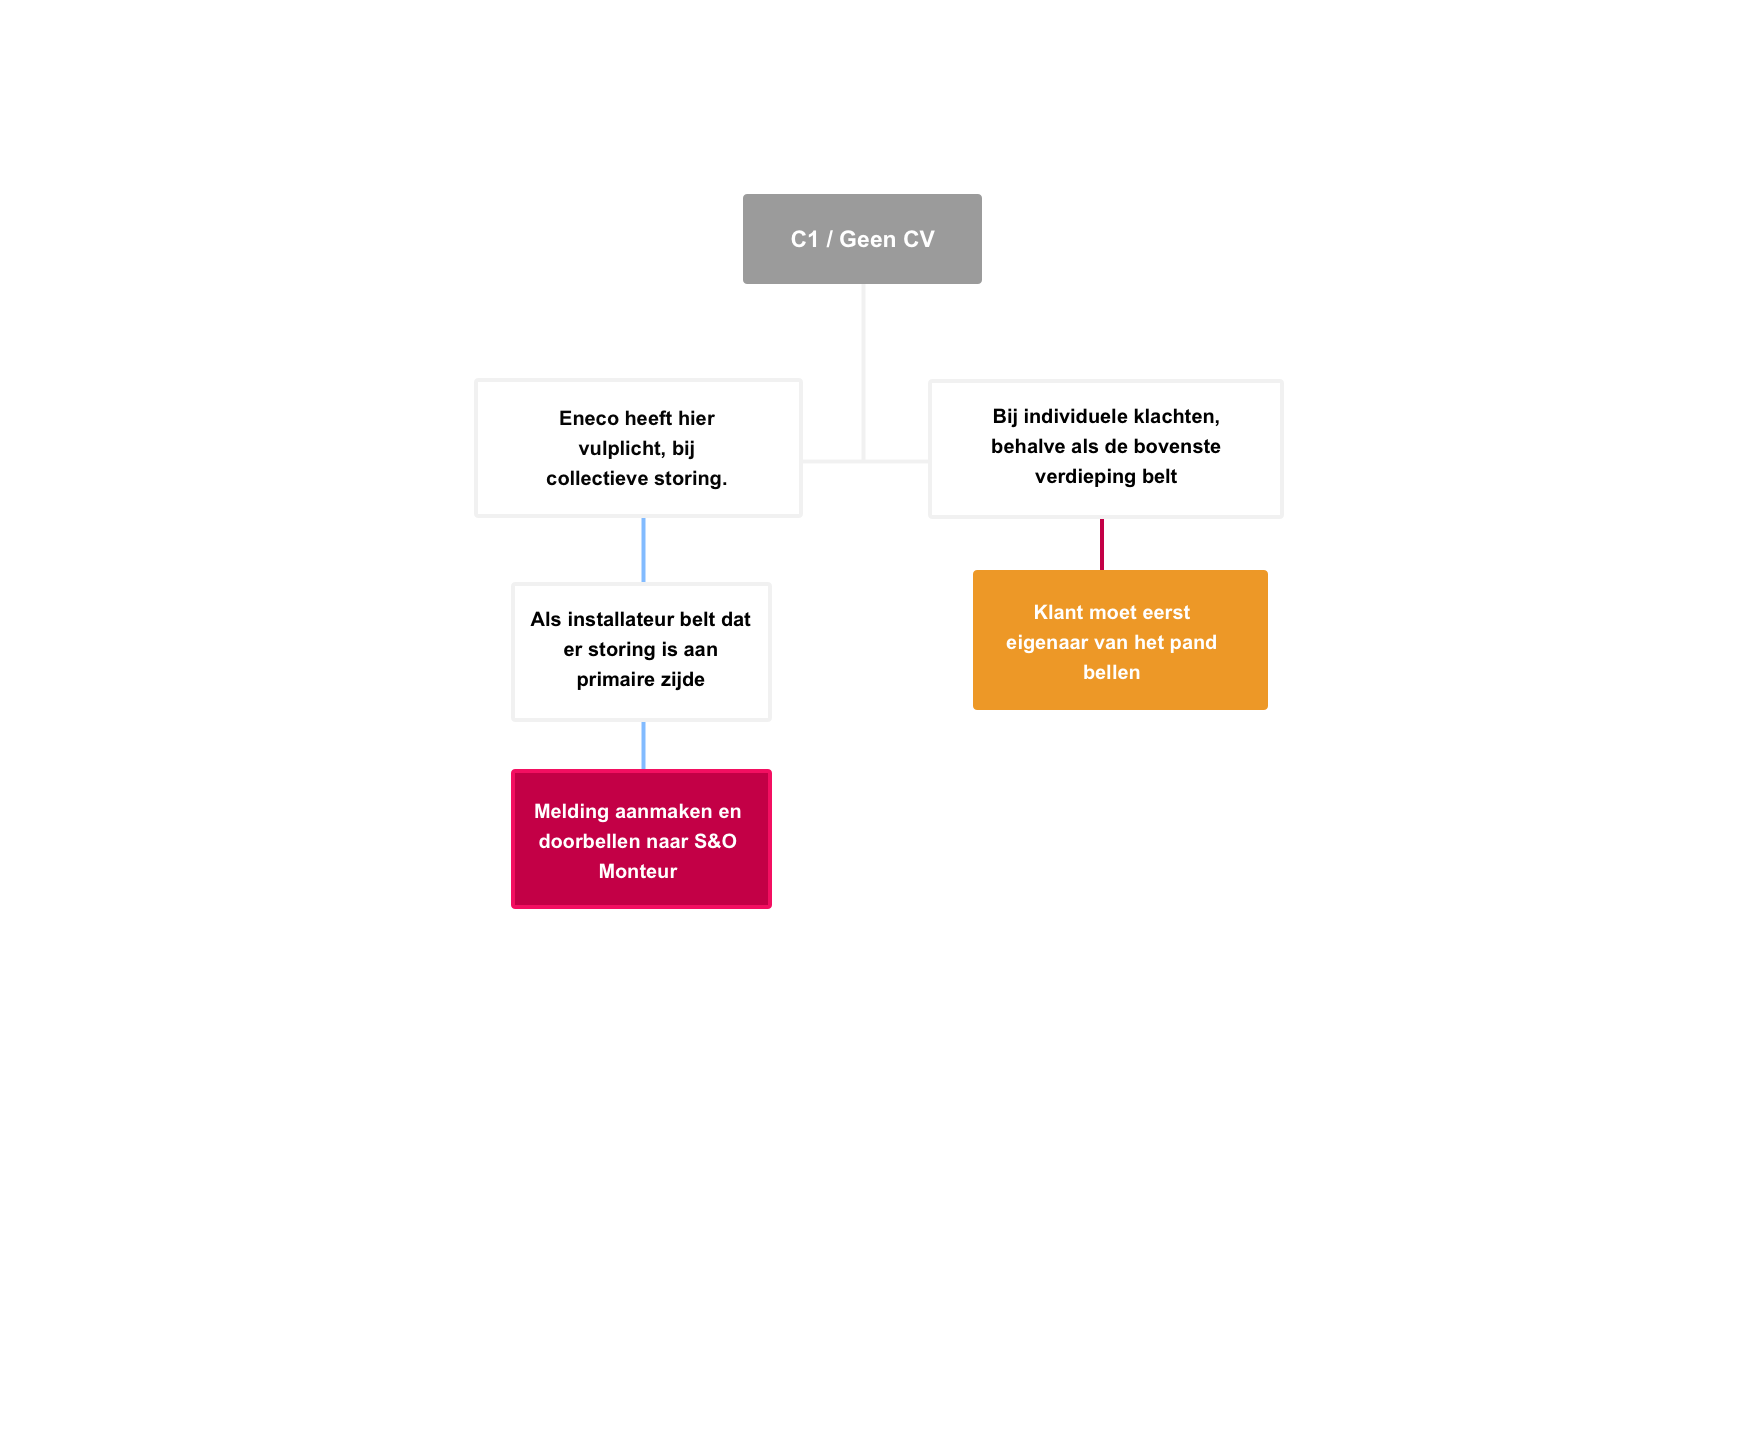 C1 / Geen CV
Eneco heeft hier
vulplicht, bij
collectieve storing.
Bij individuele klachten,
behalve als de bovenste
verdieping belt
Als installateur belt dat
er storing is aan
primaire zijde
Klant moet eerst
eigenaar van het pand
bellen
Melding aanmaken en
doorbellen naar S&O
Monteur